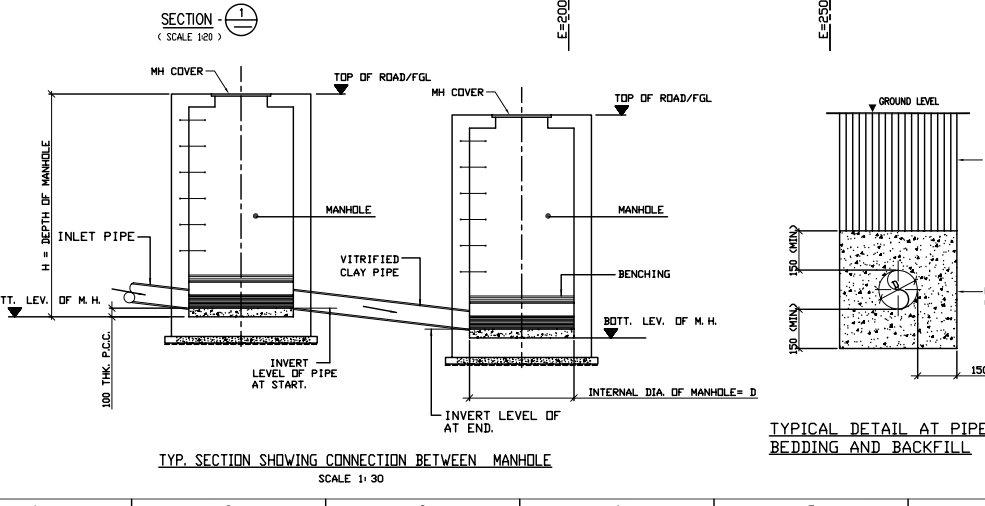 SECTION - 1
( SCALE 1:20 )
E=200
E=250
MH COVER
TOP OF ROAD/FGL
MH COVER
TOP OF ROAD/FGL
GROUND LEVEL
H = DEPTH OF MANHOLE
MANHOLE
MANHOLE
INLET PIPE
VITRIFIED
CLAY PIPE
BENCHING
150 (MIN.)
TT. LEV. OF M.H.
BOTT. LEV. OF M.H.
150 (MIN.)
100 THK. P.C.C.
INVERT
LEVEL OF PIPE
AT START.
150
INTERNAL DIA. OF MANHOLE= D
INVERT LEVEL OF
AT END.
TYPICAL DETAIL AT PIPE
BEDDING AND BACKFILL
TYP. SECTION SHOWING CONNECTION BETWEEN MANHOLE
SCALE 1:30